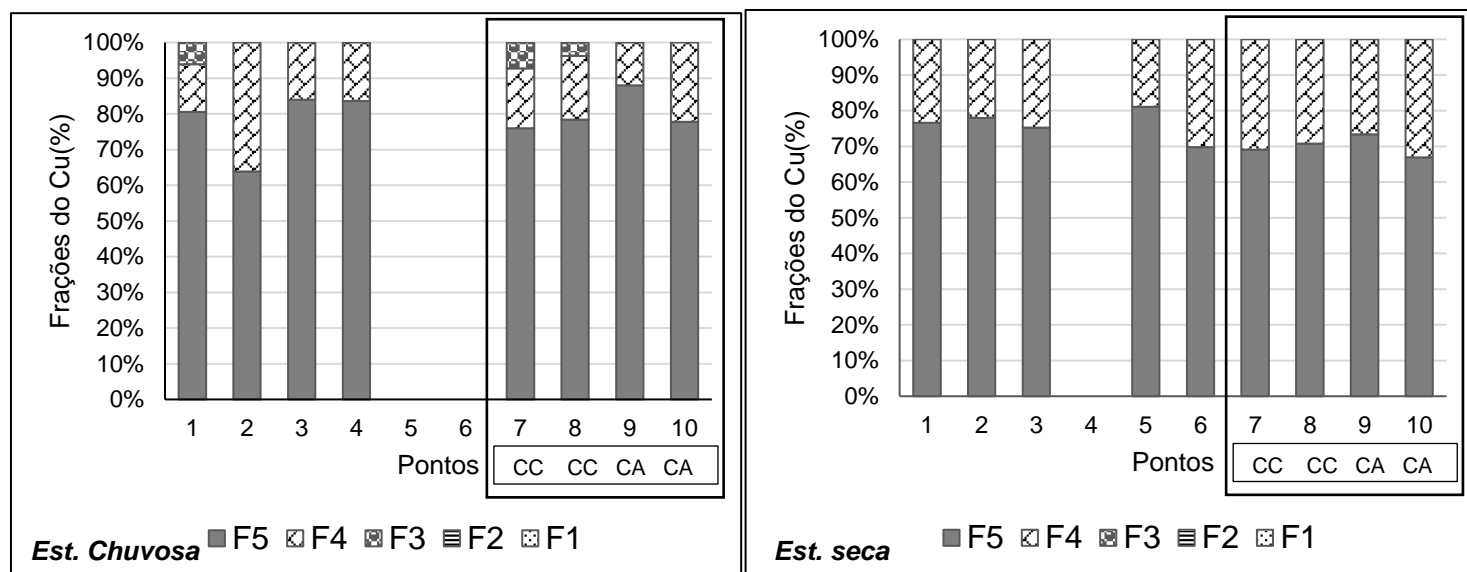 Frações do Cu(%)
100%
90%
80%
70%
60%
50%
40%
30%
20%
10%
0%
1 2 3 4 5 6 7 8 9 10
Pontos CC CC CA CA
Est. Chuvosa F5 F4 F3 F2 F1
Frações do Cu(%)
100%
90%
80%
70%
60%
50%
40%
30%
20%
10%
0%
1 2 3 4 5 6 7 8 9 10
Pontos CC CC CA CA
Est. seca F5 F4 F3 F2 F1